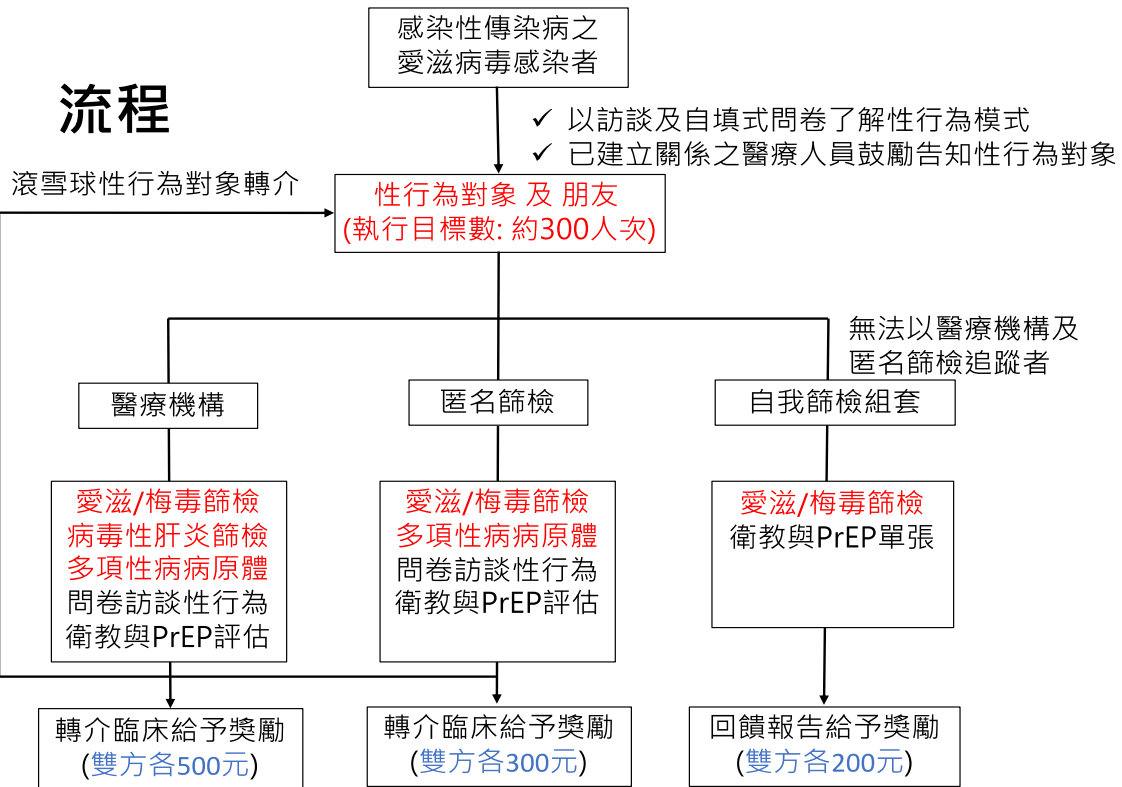 感染性傳染病之
愛滋病毒感染者
流程
✓ 以訪談及自填式問卷了解性行為模式
✓ 已建立關係之醫療人員鼓勵告知性行為對象
滾雪球性行為對象轉介
性行為對象 及 朋友
(執行目標數: 約300人次)
無法以醫療機構及
匿名篩檢追蹤者
醫療機構
匿名篩檢
自我篩檢組套
愛滋/梅毒篩檢
病毒性肝炎篩檢
多項性病病原體
問卷訪談性行為
衛教與PrEP評估
愛滋/梅毒篩檢
多項性病病原體
問卷訪談性行為
衛教與PrEP評估
愛滋/梅毒篩檢
衛教與PrEP單張
轉介臨床給予獎勵
(雙方各500元)
轉介臨床給予獎勵
(雙方各300元)
回饋報告給予獎勵
(雙方各200元)